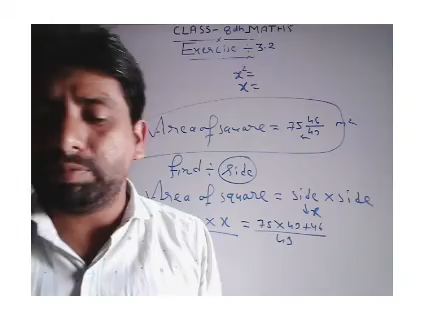 CLASS- 8th MATHS
Exercise ÷ 3.2
x² =
x =
Area of square = 75 46/49 m²
find ÷ side
Area of square = side × side
↓x
× x = 75 × 49 + 46 / 49